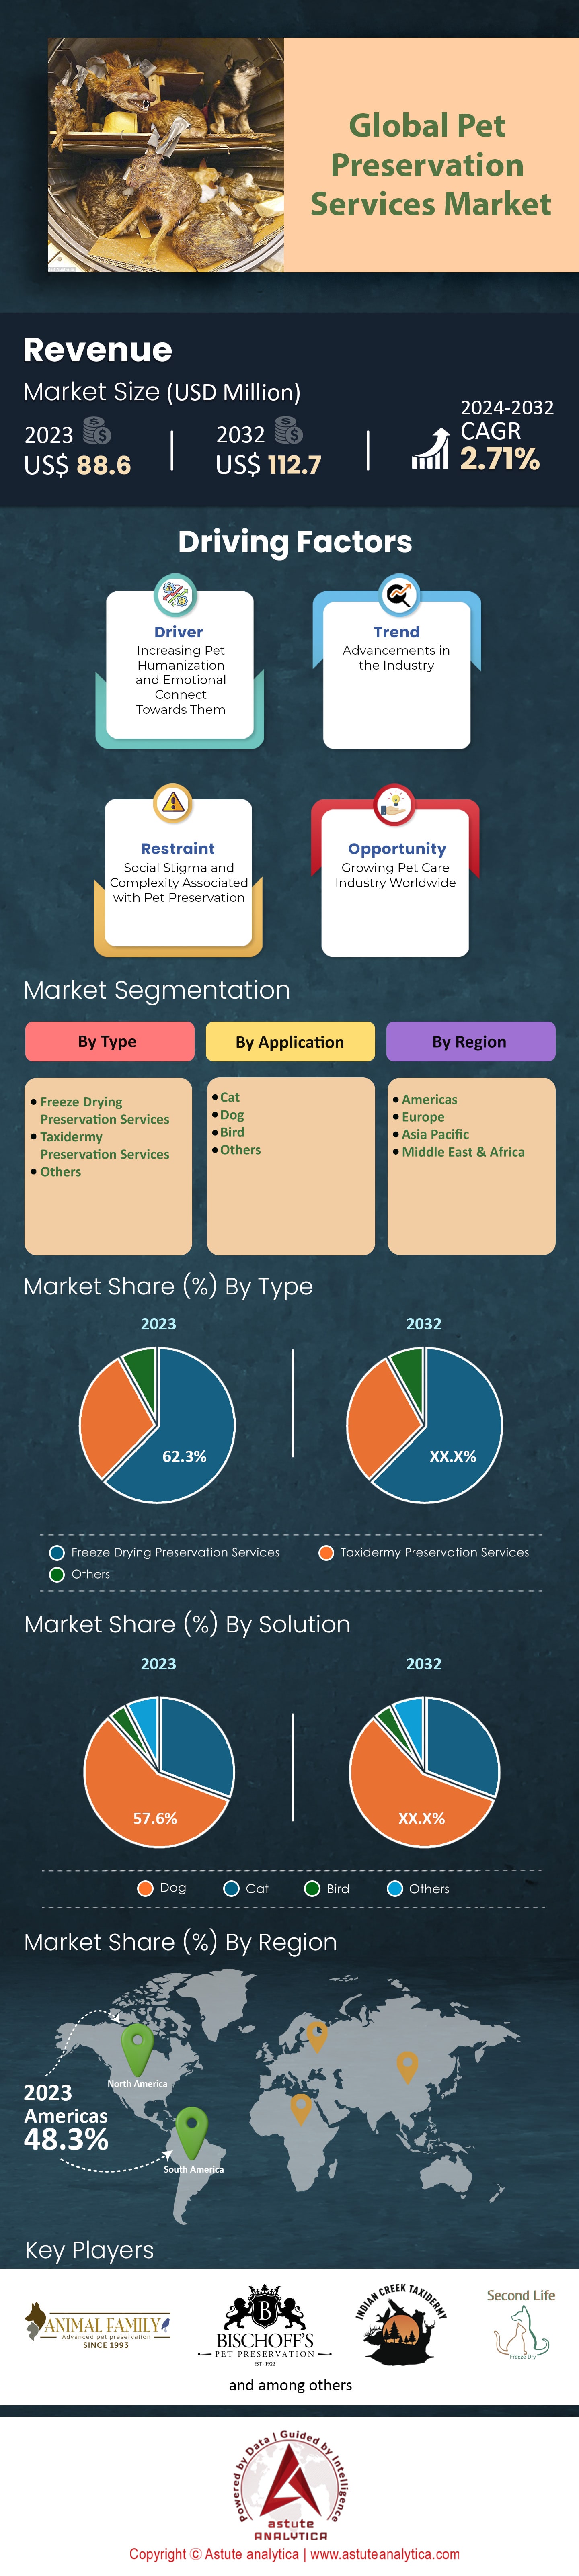 Global Pet
Preservation
Services Market
Revenue
Market Size (USD Million)
2023
US$ 88.6
2032
US$ 112.7
2024-2032
CAGR
2.71%
Driving Factors
Driver
Increasing Pet
Humanization
and Emotional
Connect
Towards Them
Trend
Advancements in
the Industry
Restraint
Social Stigma and
Complexity Associated
with Pet Preservation
Opportunity
Growing Pet Care
Industry Worldwide
Market Segmentation
By Type
By Application
By Region
• Freeze Drying
Preservation Services
• Taxidermy
Preservation Services
• Others
• Cat
• Dog
• Bird
• Others
• Americas
• Europe
• Asia Pacific
• Middle East & Africa
Market Share (%) By Type
2023
2032
62.3%
XX.X%
Freeze Drying Preservation Services
Taxidermy Preservation Services
Others
Market Share (%) By Solution
2023
2032
57.6%
XX.X%
Dog
Cat
Bird
Others
Market Share (%) By Region
North America
2023
Americas
48.3%
South America
Key Players
ANIMAL FAMILY
Advanced pet preservation
SINCE 1993
B
BISCHOFF'S
PET PRESERVATION
EST. 1922
INDIAN CREEK TAXIDERMY
Second Life
Freeze Dry
and among others
Powered by Data | Guided by Intelligence
astute
ANALYTICA
Copyright © Astute analytica | www.astuteanalytica.com